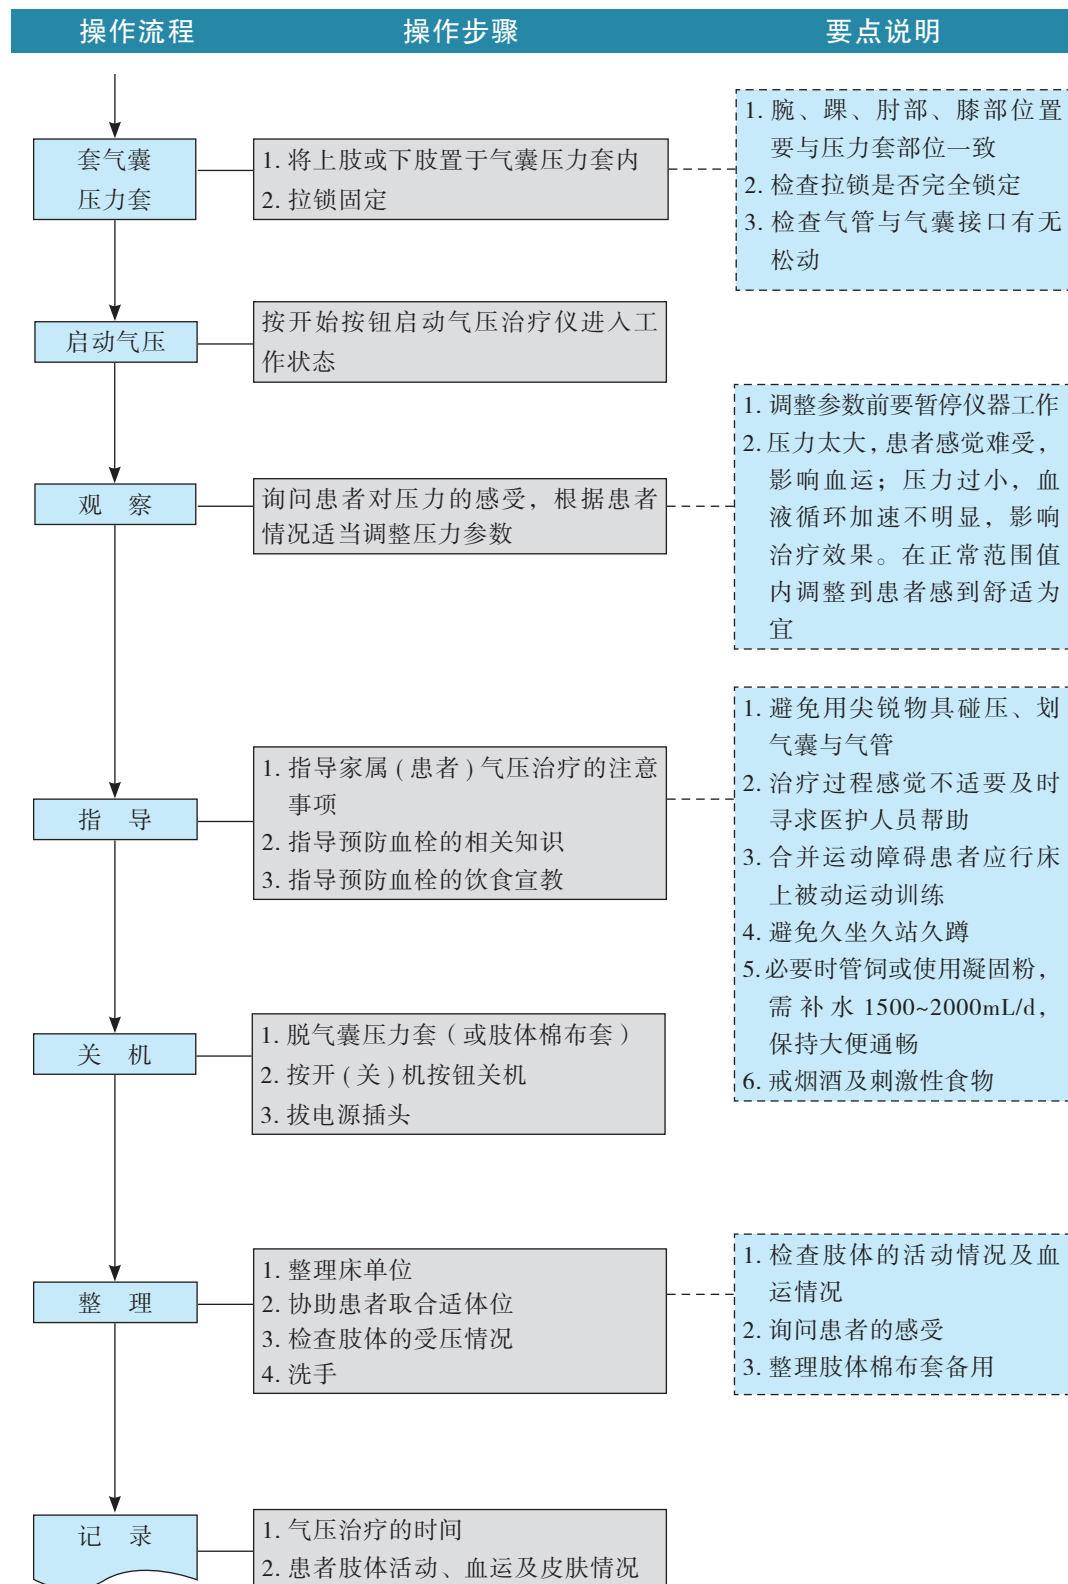 操作流程 操作步骤 要点说明
套气囊
压力套
1. 将上肢或下肢置于气囊压力套内
2. 拉锁固定
1. 腕、踝、肘部、膝部位置
要与压力套部位一致
2. 检查拉锁是否完全锁定
3. 检查气管与气囊接口有无
松动
启动气压
按开始按钮启动气压治疗仪进入工
作状态
观 察
询问患者对压力的感受，根据患者
情况适当调整压力参数
1. 调整参数前要暂停仪器工作
2. 压力太大，患者感觉难受，
影响血运；压力过小，血
液循环加速不明显，影响
治疗效果。在正常范围值
内调整到患者感到舒适为
宜
指 导
1. 指导家属（患者）气压治疗的注意
事项
2. 指导预防血栓的相关知识
3. 指导预防血栓的饮食宣教
1. 避免用尖锐物具碰压、划
气囊与气管
2. 治疗过程感觉不适要及时
寻求医护人员帮助
3. 合并运动障碍患者应行床
上被动运动训练
4. 避免久坐久站久蹲
5. 必要时管饲或使用凝固粉，
需补水 1500~2000mL/d，
保持大便通畅
6. 戒烟酒及刺激性食物
关 机
1. 脱气囊压力套（或肢体棉布套）
2. 按开（关）机按钮关机
3. 拔电源插头
整 理
1. 整理床单位
2. 协助患者取合适体位
3. 检查肢体的受压情况
4. 洗手
1. 检查肢体的活动情况及血
运情况
2. 询问患者的感受
3. 整理肢体棉布套备用
记 录
1. 气压治疗的时间
2. 患者肢体活动、血运及皮肤情况